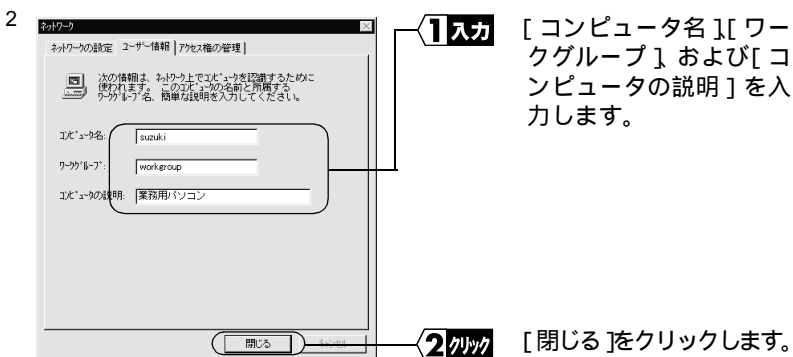 2
ネットワーク
ネットワークの設定 ユーザー情報 アクセス権の管理
次の情報は、ネットワーク上でコンピュータを認識するために
使われます。 このコンピュータの名前と所属する
ワークグループ名、簡単な説明を入力してください。
コンピュータ名: suzuki
ワークグループ: workgroup
コンピュータの説明: 業務用パソコン
閉じる キャンセル
1 入力
[コンピュータ名][ワー
クグループ]、および[コ
ンピュータの説明]を入
力します。
2 クリック
[閉じる]をクリックします。